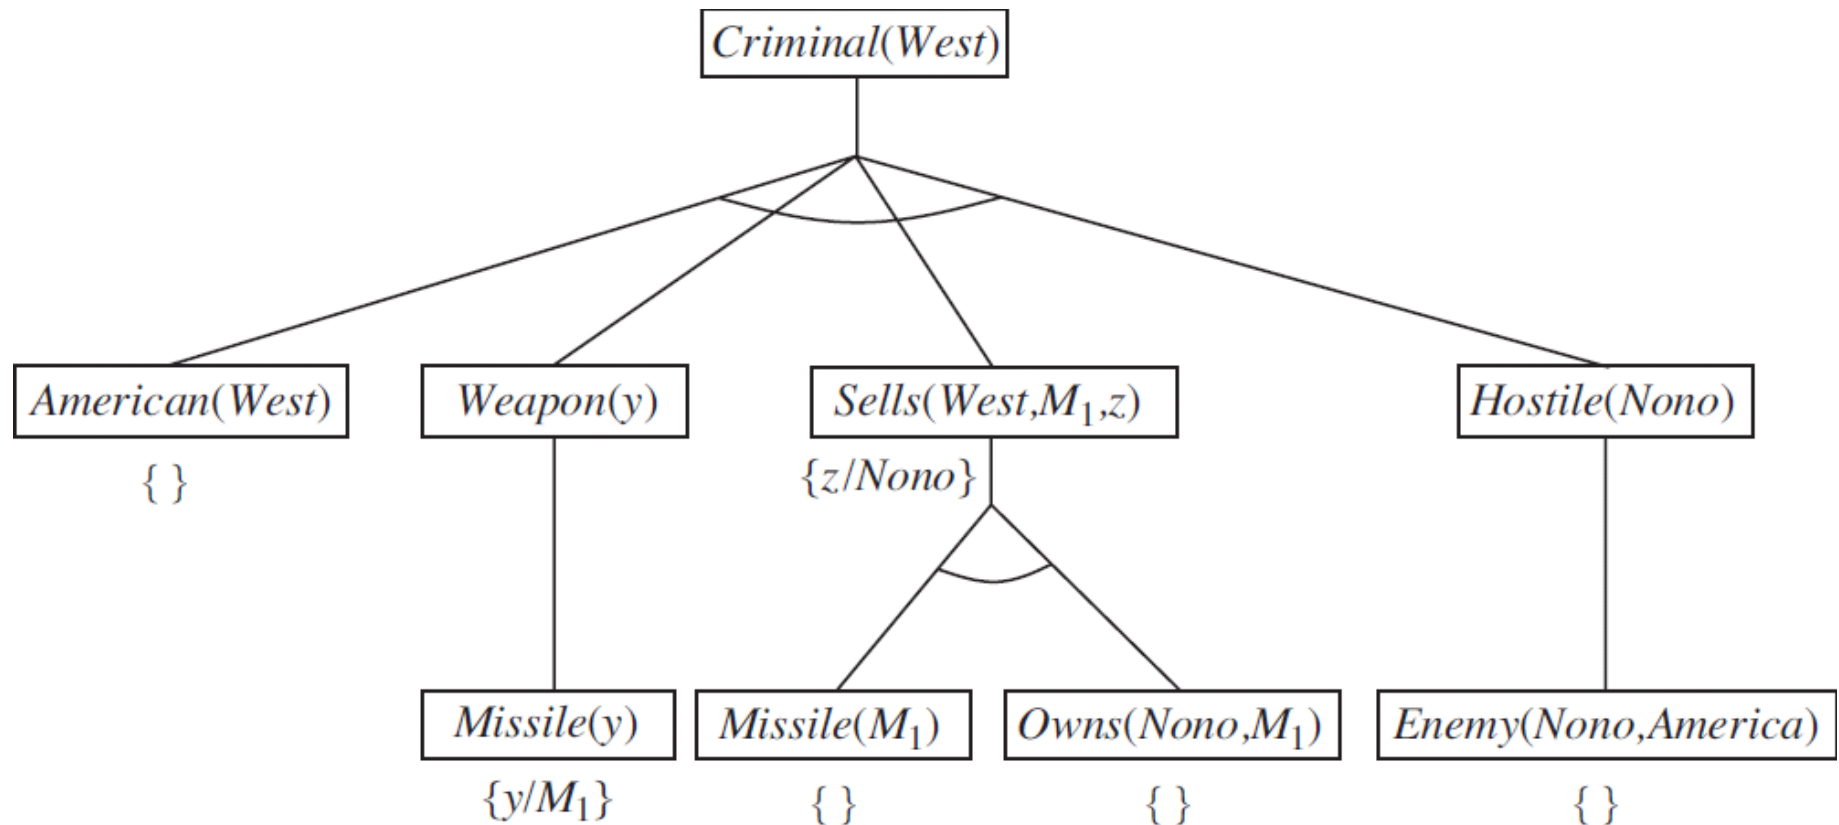 Criminal(West)
American(West)
Weapon(y)
Sells(West,M₁,z)
Hostile(Nono)
{ }
{z/Nono}
Missile(y)
Missile(M₁)
Owns(Nono,M₁)
Enemy(Nono,America)
{y/M₁}
{ }
{ }
{ }